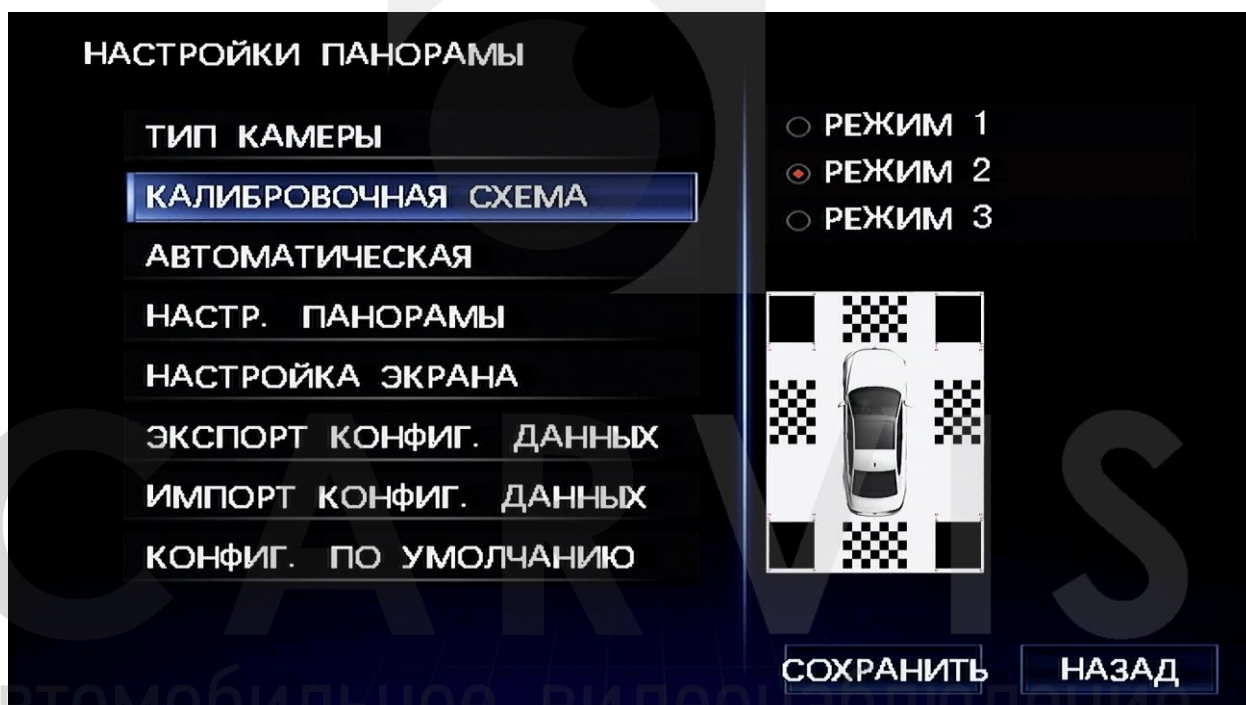 НАСТРОЙКИ ПАНОРАМЫ
ТИП КАМЕРЫ
КАЛИБРОВОЧНАЯ СХЕМА
АВТОМАТИЧЕСКАЯ
НАСТР. ПАНОРАМЫ
НАСТРОЙКА ЭКРАНА
ЭКСПОРТ КОНФИГ. ДАННЫХ
ИМПОРТ КОНФИГ. ДАННЫХ
КОНФИГ. ПО УМОЛЧАНИЮ
РЕЖИМ 1
РЕЖИМ 2
РЕЖИМ 3
СОХРАНИТЬ
НАЗАД
CARVIS